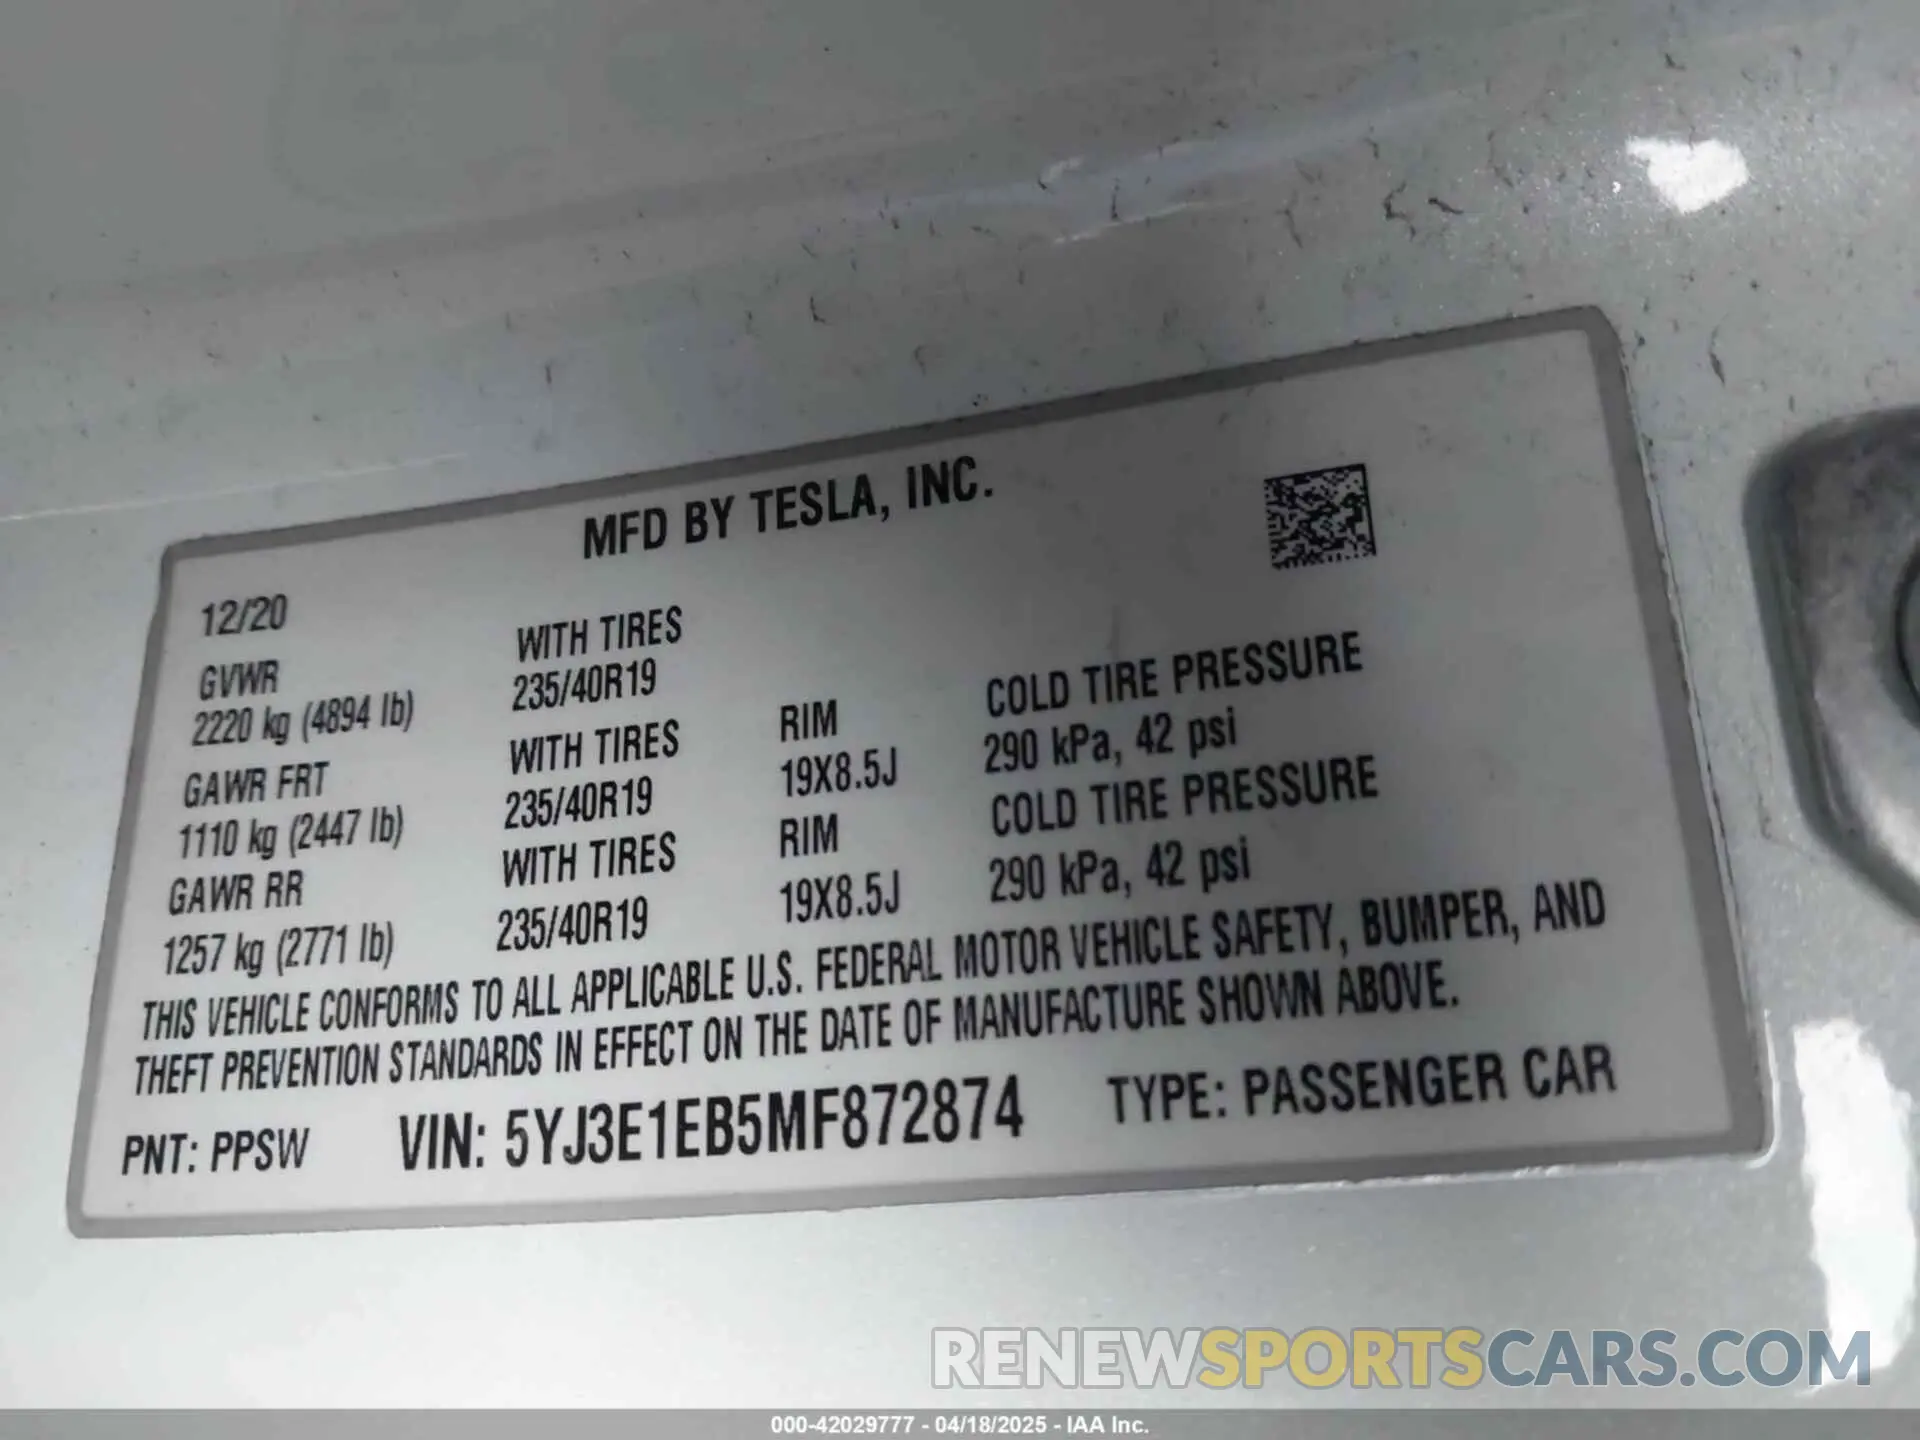 MFD BY TESLA, INC.
12/20
GVWR WITH TIRES
2220 kg (4894 lb) 235/40R19
GAWR FRT WITH TIRES RIM COLD TIRE PRESSURE
1110 kg (2447 lb) 235/40R19 19X8.5J 290 kPa, 42 psi
GAWR RR WITH TIRES RIM COLD TIRE PRESSURE
1257 kg (2771 lb) 235/40R19 19X8.5J 290 kPa, 42 psi
THIS VEHICLE CONFORMS TO ALL APPLICABLE U.S. FEDERAL MOTOR VEHICLE SAFETY, BUMPER, AND
THEFT PREVENTION STANDARDS IN EFFECT ON THE DATE OF MANUFACTURE SHOWN ABOVE.
PNT: PPSW VIN: 5YJ3E1EB5MF872874 TYPE: PASSENGER CAR
RENEWSPORTSCARS.COM
000-42029777 - 04/18/2025 - IAA Inc.